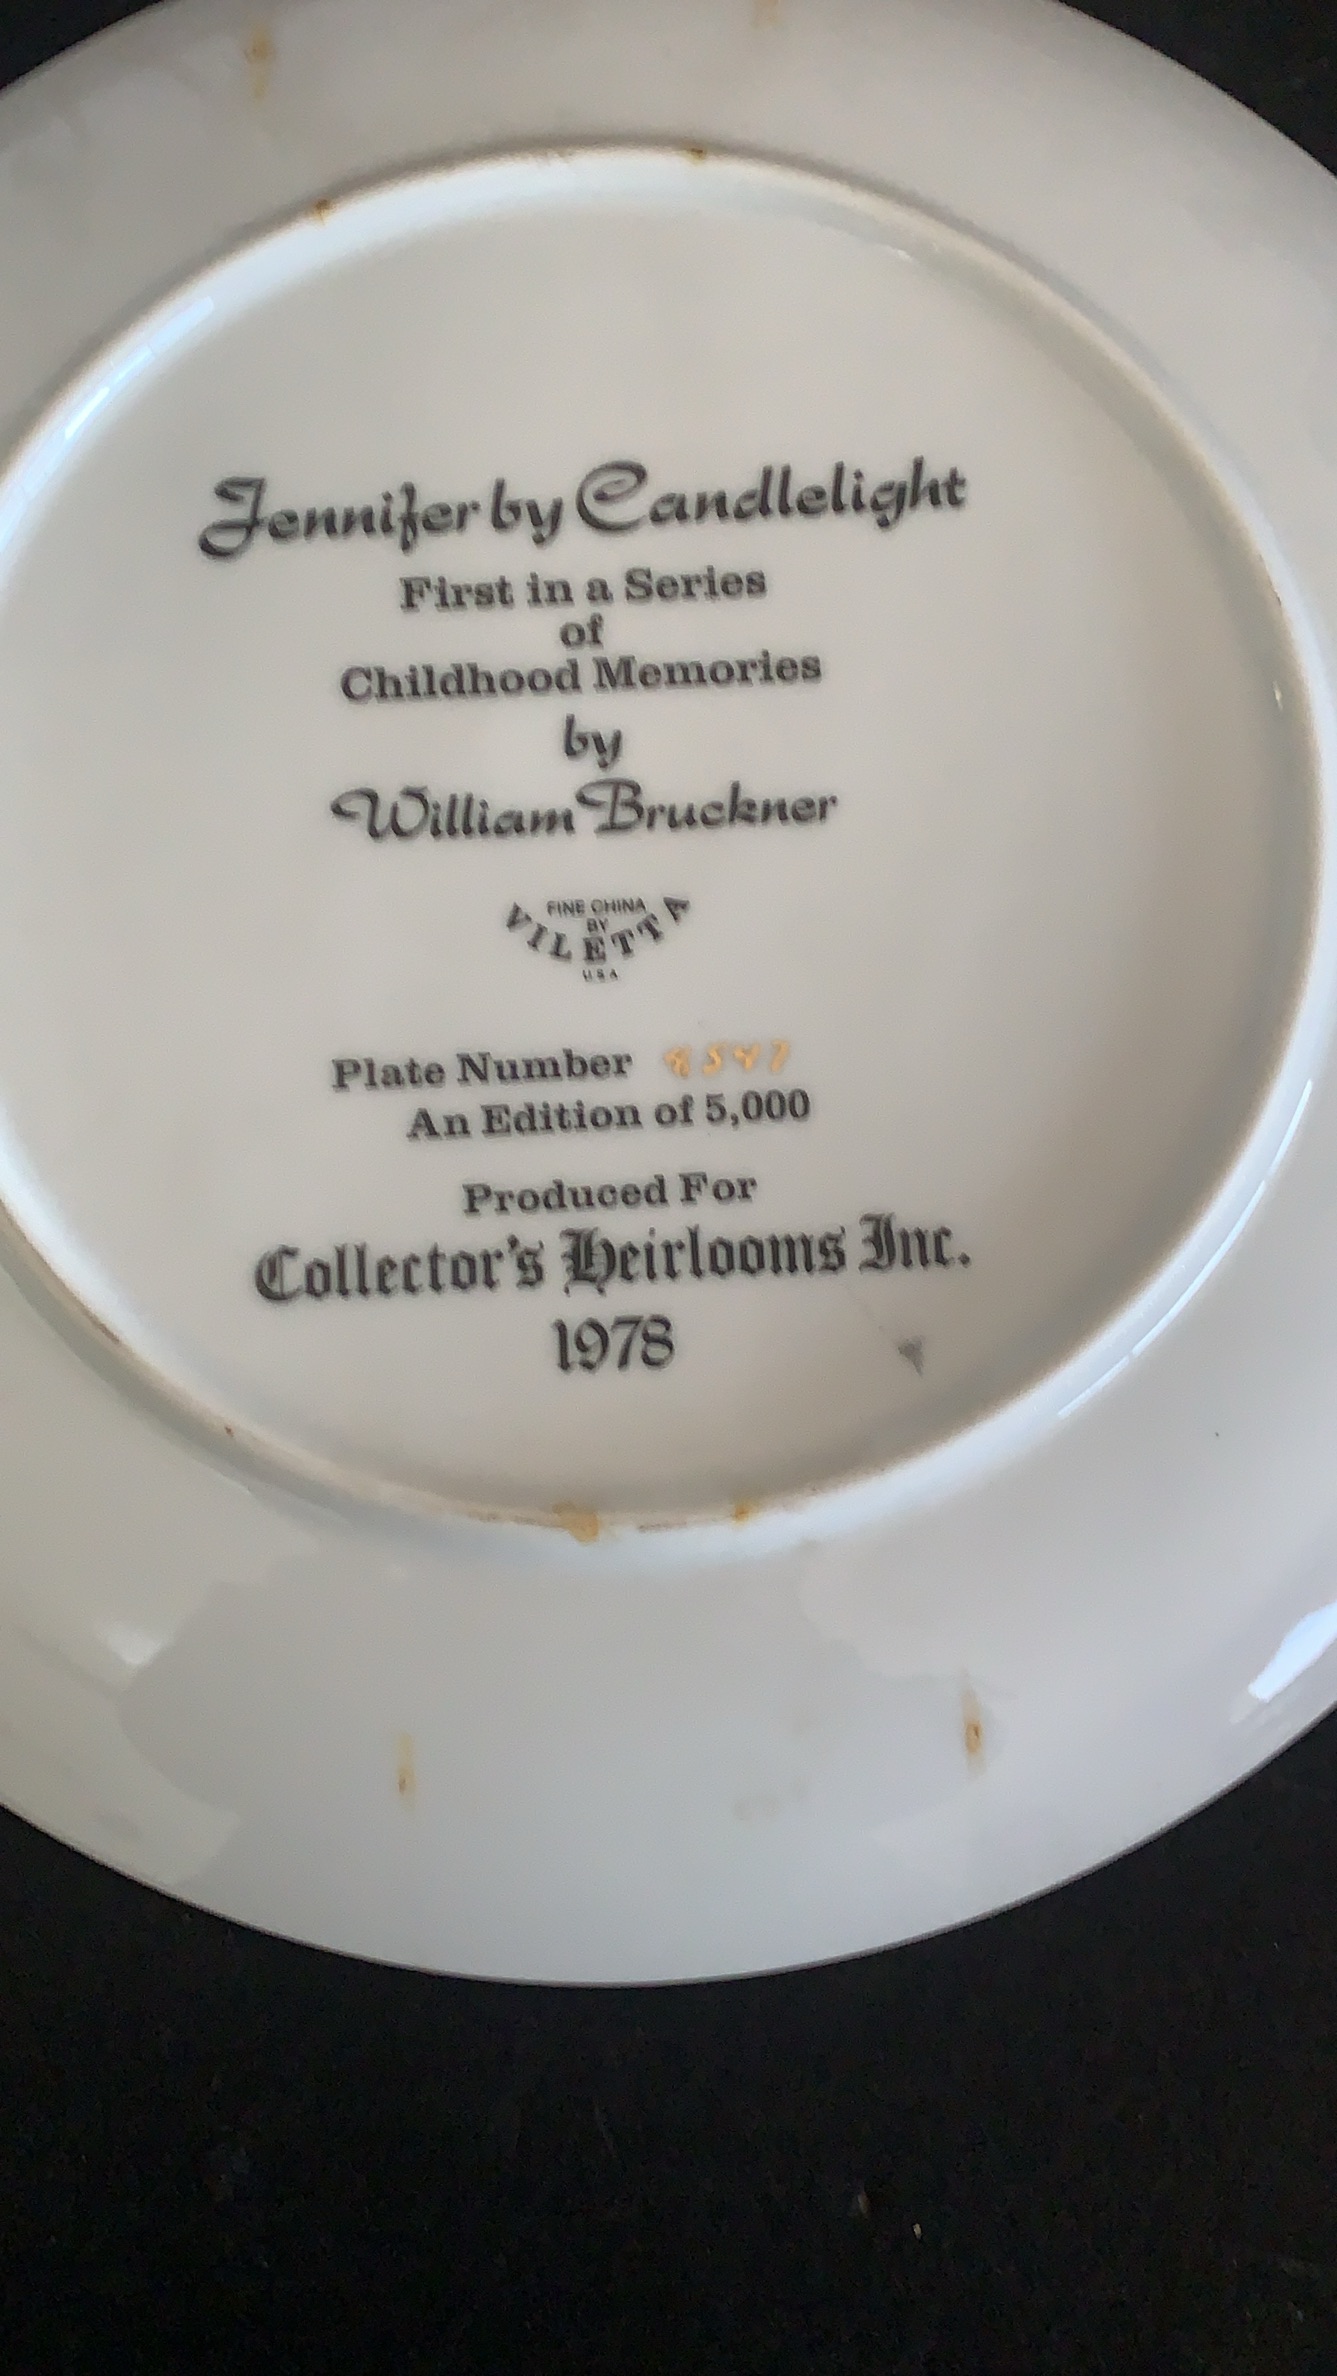 Jennifer by Candlelight
First in a Series
of
Childhood Memories
by
William Bruckner
FINE CHINA
BY
VILETTA
USA
Plate Number
An Edition of 5,000
Produced For
Collector's Heirlooms Inc.
1978